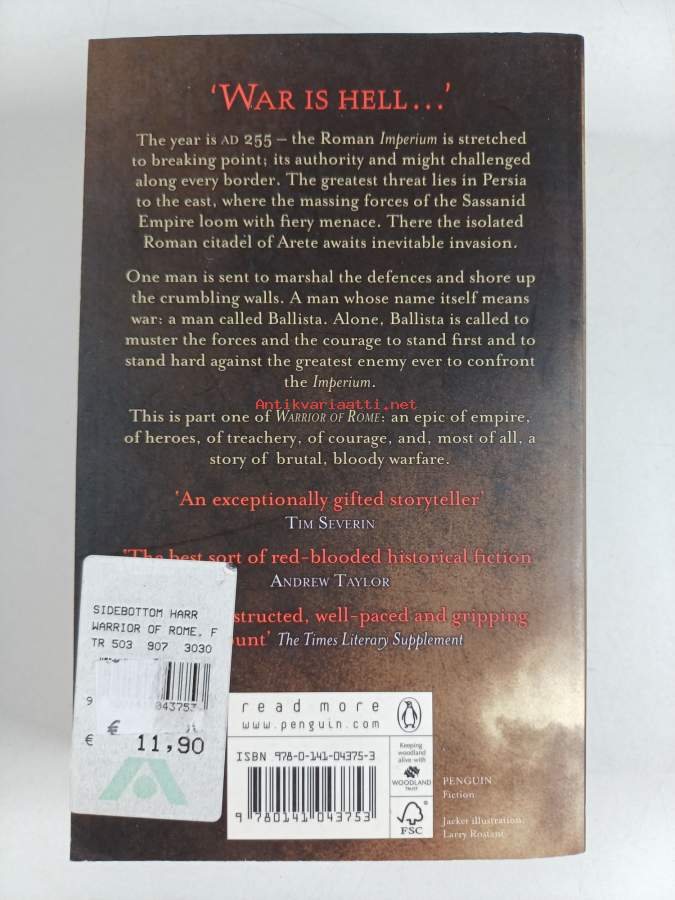 ‘WAR IS HELL...’
The year is AD 255 – the Roman Imperium is stretched
to breaking point; its authority and might challenged
along every border. The greatest threat lies in Persia
to the east, where the massing forces of the Sassanid
Empire loom with fiery menace. There the isolated
Roman citadel of Arete awaits inevitable invasion.
One man is sent to marshal the defences and shore up
the crumbling walls. A man whose name itself means
war: a man called Ballista. Alone, Ballista is called to
muster the forces and the courage to stand first and to
stand hard against the greatest enemy ever to confront
the Imperium.
Antikvariaatti.net
This is part one of WARRIOR OF ROME: an epic of empire,
of heroes, of treachery, of courage, and, most of all, a
story of brutal, bloody warfare.
'An exceptionally gifted storyteller'
TIM SEVERIN
'The best sort of red-blooded historical fiction
ANDREW TAYLOR
structed, well-paced and gripping
ount' The Times Literary Supplement
SIDEBOTTOM HARR
WARRIOR OF ROME, F
TR 503 907 3030
9 043753
€
€ 11,90
read more
www.penguin.com
ISBN 978-0-141-04375-3
9 780141 043753
Keeping
woodland
alive with
WOODLAND
TRUST
FSC
PENGUIN
Fiction
Jacket illustration:
Larry Rostant